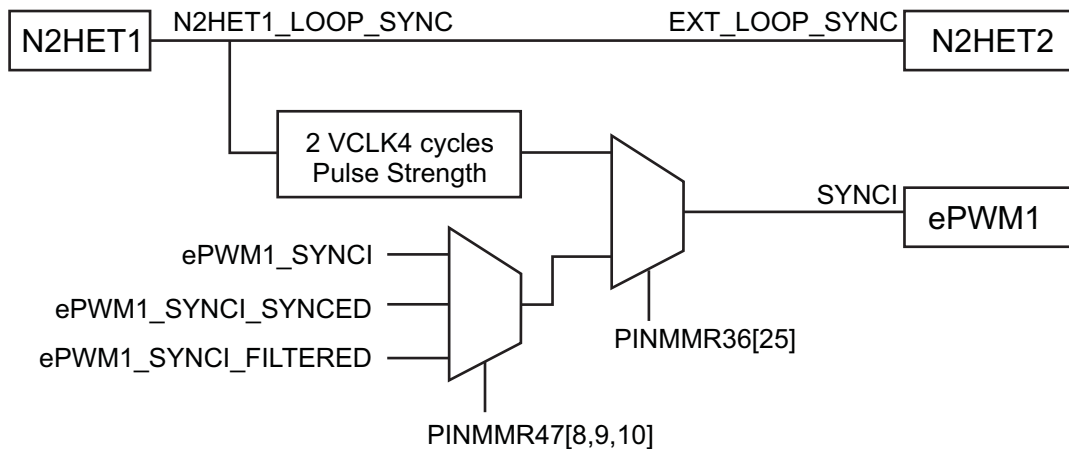 N2HET1
N2HET1_LOOP_SYNC
EXT_LOOP_SYNC
N2HET2
2 VCLK4 cycles
Pulse Strength
SYNCI
ePWM1
ePWM1_SYNCI
ePWM1_SYNCI_SYNCED
ePWM1_SYNCI_FILTERED
PINMMR36[25]
PINMMR47[8,9,10]